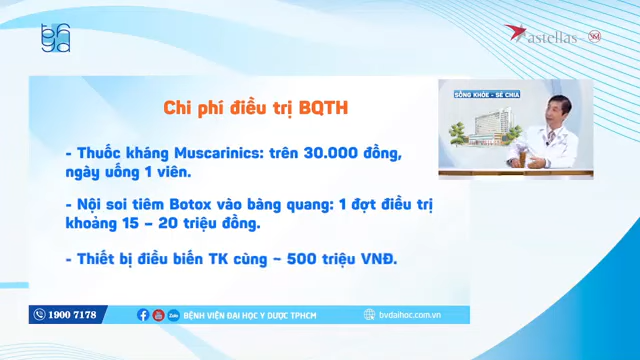 astellas
SỐNG KHỎE - SẺ CHIA
Chi phí điều trị BQTH
- Thuốc kháng Muscarinics: trên 30.000 đồng,
ngày uống 1 viên.
- Nội soi tiêm Botox vào bàng quang: 1 đợt điều trị
khoảng 15 – 20 triệu đồng.
- Thiết bị điều biến TK cùng ~ 500 triệu VNĐ.
1900 7178
Zalo
BỆNH VIỆN ĐẠI HỌC Y DƯỢC TPHCM
bvdaihoc.com.vn